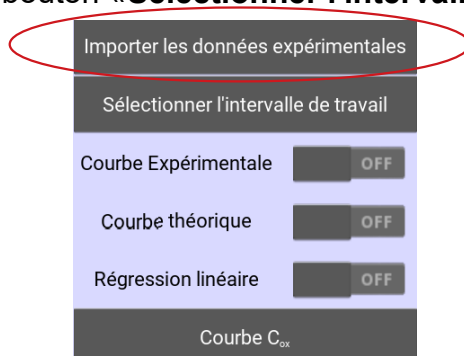 bouton «Sélectionner l'interval
Importer les données expérimentales
Sélectionner l'intervalle de travail
Courbe Expérimentale OFF
Courbe théorique OFF
Régression linéaire OFF
Courbe Cox